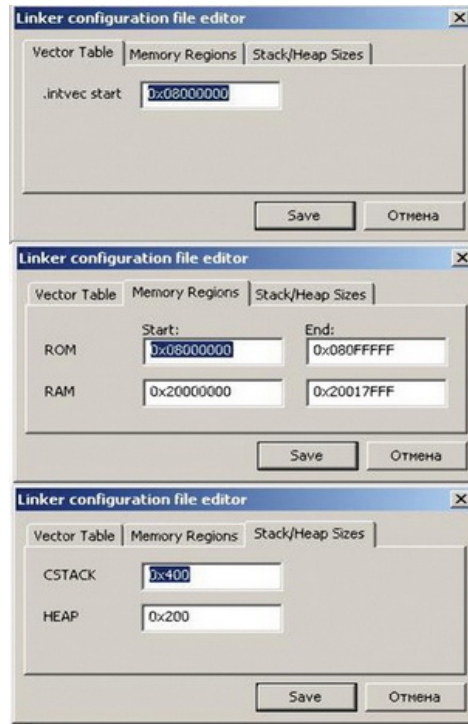 Linker configuration file editor
Vector Table Memory Regions Stack/Heap Sizes
.intvec start 0x08000000
Save Отмена
Linker configuration file editor
Vector Table Memory Regions Stack/Heap Sizes
Start: End:
ROM 0x08000000 0x080FFFFF
RAM 0x20000000 0x20017FFF
Save Отмена
Linker configuration file editor
Vector Table Memory Regions Stack/Heap Sizes
CSTACK 0x400
HEAP 0x200
Save Отмена